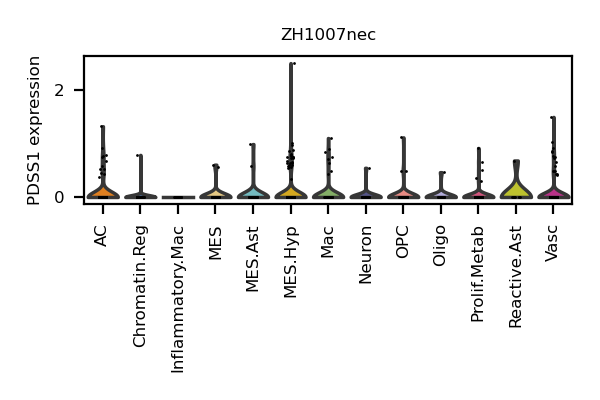 ZH1007nec
PDSS1 expression
2
0
AC
Chromatin.Reg
Inflammatory.Mac
MES
MES.Ast
MES.Hyp
Mac
Neuron
OPC
Oligo
Prolif.Metab
Reactive.Ast
Vasc